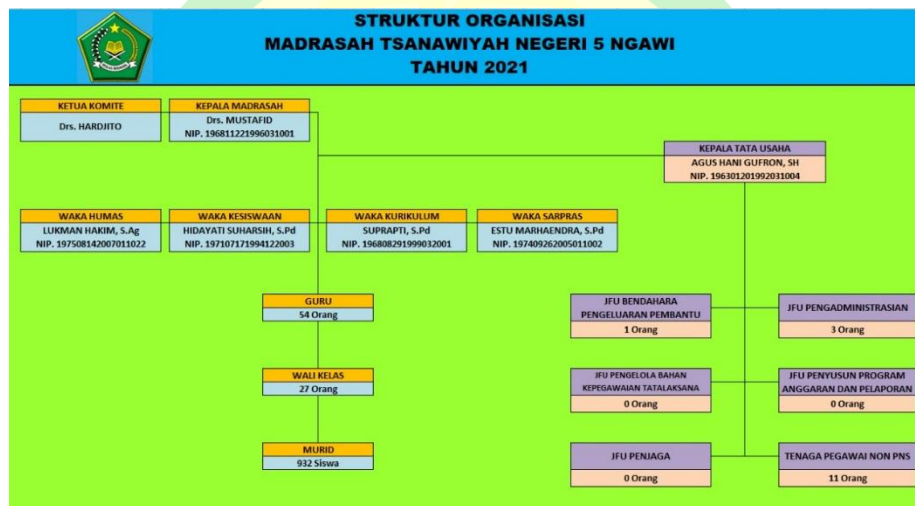 STRUKTUR ORGANISASI
MADRASAH TSANAWIYAH NEGERI 5 NGAWI
TAHUN 2021
KETUA KOMITE
Drs. HARDJITO
KEPALA MADRASAH
Drs. MUSTAFID
NIP. 196811221996031001
KEPALA TATA USAHA
AGUS HANI GUFRON, SH
NIP. 196301201992031004
WAKA HUMAS
LUKMAN HAKIM, S.Ag
NIP. 197508142007011022
WAKA KESISWAAN
HIDAYATI SUHARSIH, S.Pd
NIP. 197107171994122003
WAKA KURIKULUM
SUPRAPTI, S.Pd
NIP. 196808291999032001
WAKA SARPRAS
ESTU MARHAENDRA, S.Pd
NIP. 197409262005011002
GURU
54 Orang
WALI KELAS
27 Orang
MURID
932 Siswa
JFU BENDAHARA
PENGELUARAN PEMBANTU
1 Orang
JFU PENGADMINISTRASIAN
3 Orang
JFU PENGELOLA BAHAN
KEPEGAWAIAN TATALAKSANA
0 Orang
JFU PENYUSUN PROGRAM
ANGGARAN DAN PELAPORAN
0 Orang
JFU PENJAGA
0 Orang
TENAGA PEGAWAI NON PNS
11 Orang